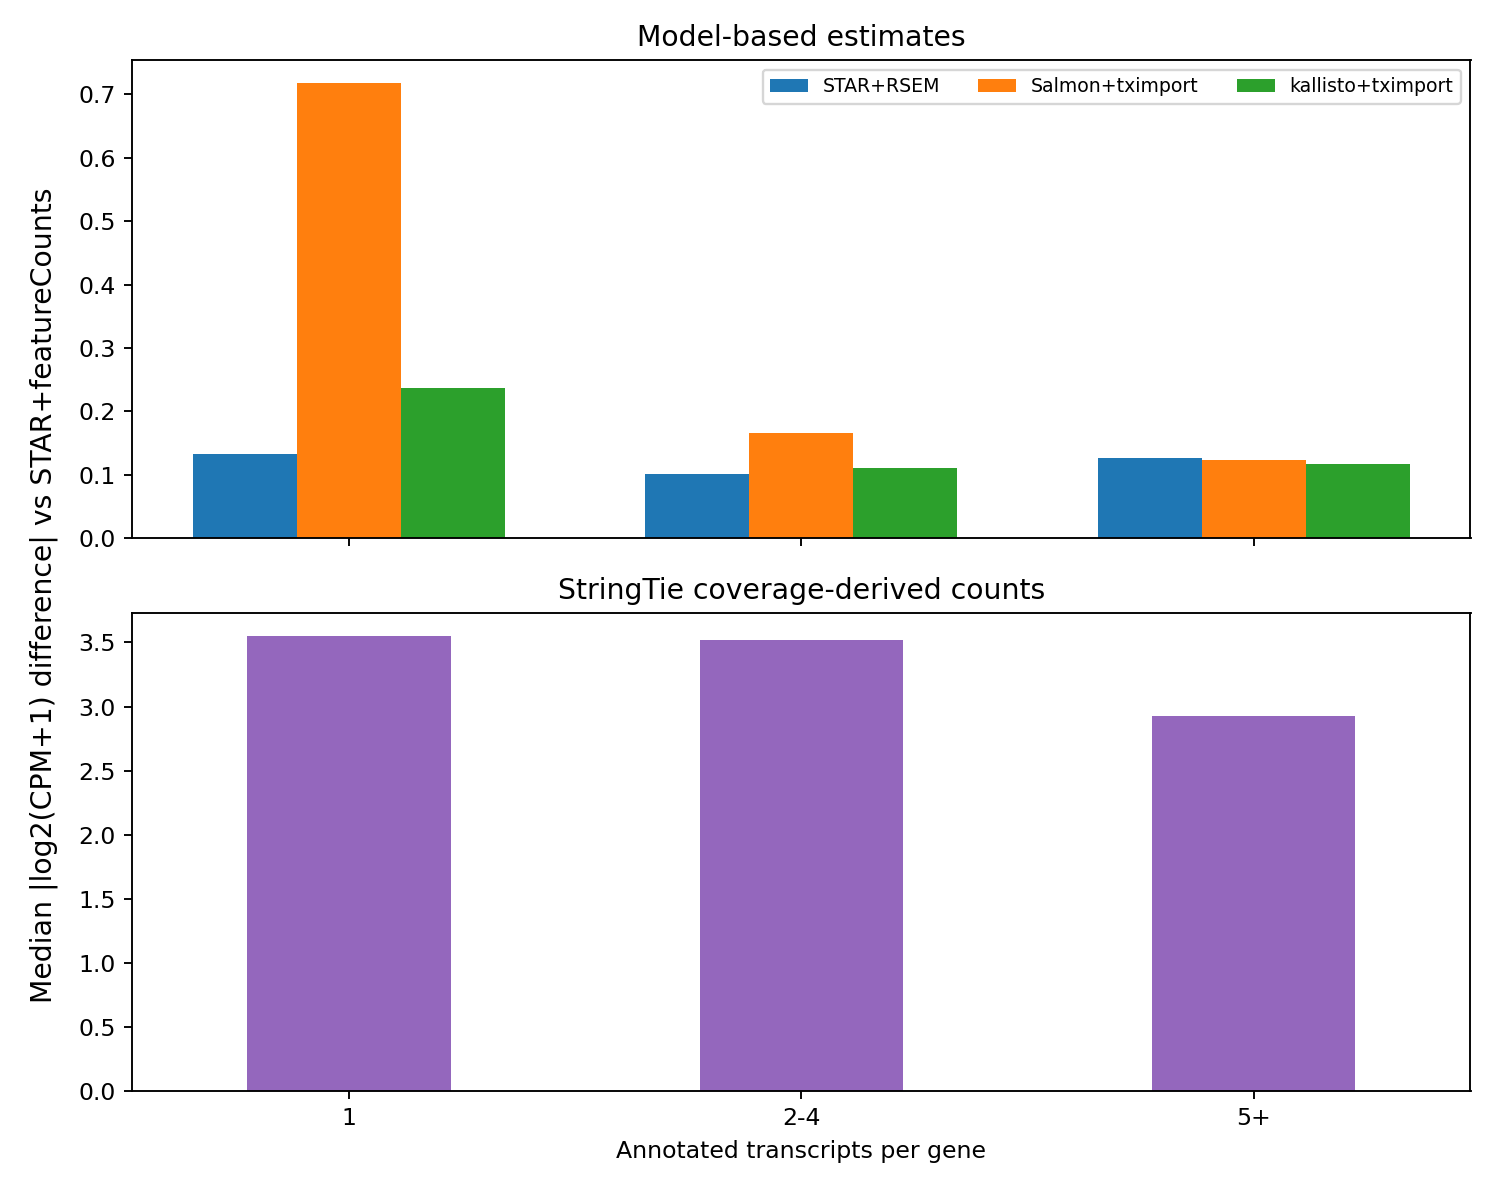 Model-based estimates
STAR+RSEM
Salmon+tximport
kallisto+tximport
0.7
0.6
0.5
0.4
0.3
0.2
0.1
0.0
Median |log2(CPM+1) difference| vs STAR+featureCounts
StringTie coverage-derived counts
3.5
3.0
2.5
2.0
1.5
1.0
0.5
0.0
1
2-4
5+
Annotated transcripts per gene